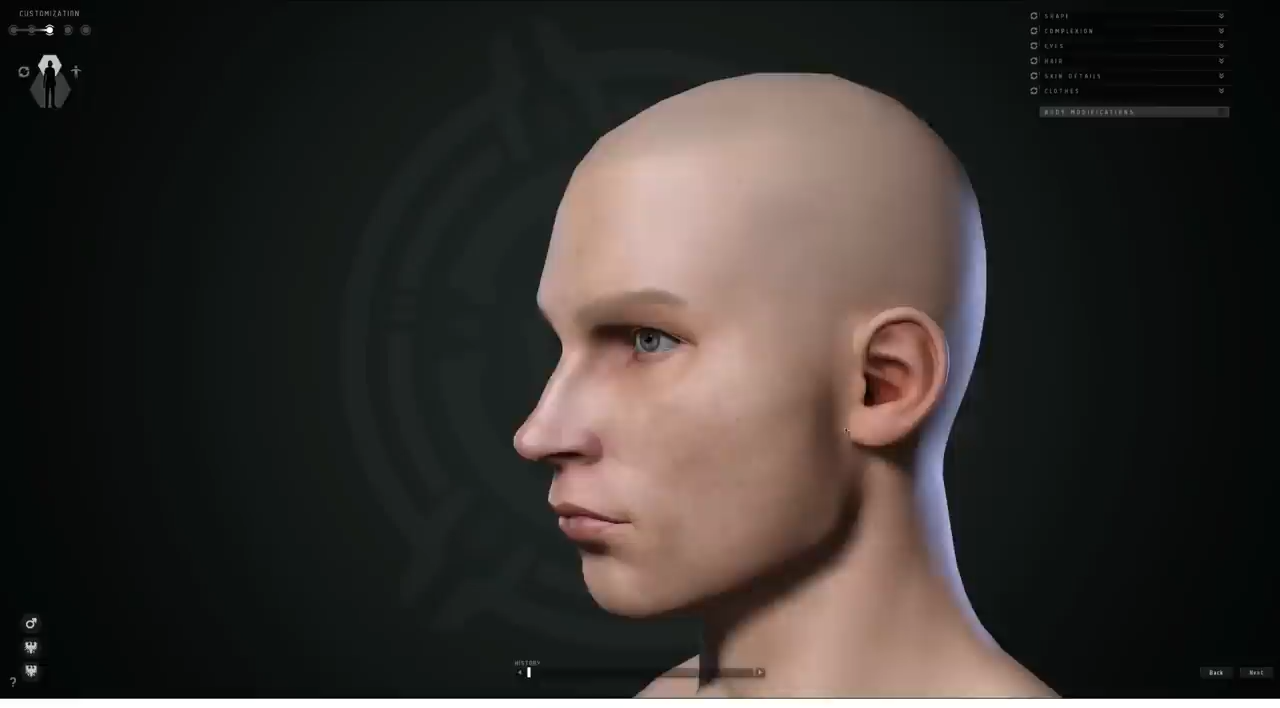 CUSTOMIZATION
SHAPE
COMPLEXION
EYES
HAIR
SKIN DETAILS
CLOTHES
BODY MODIFICATIONS
HISTORY
?
Back
Next